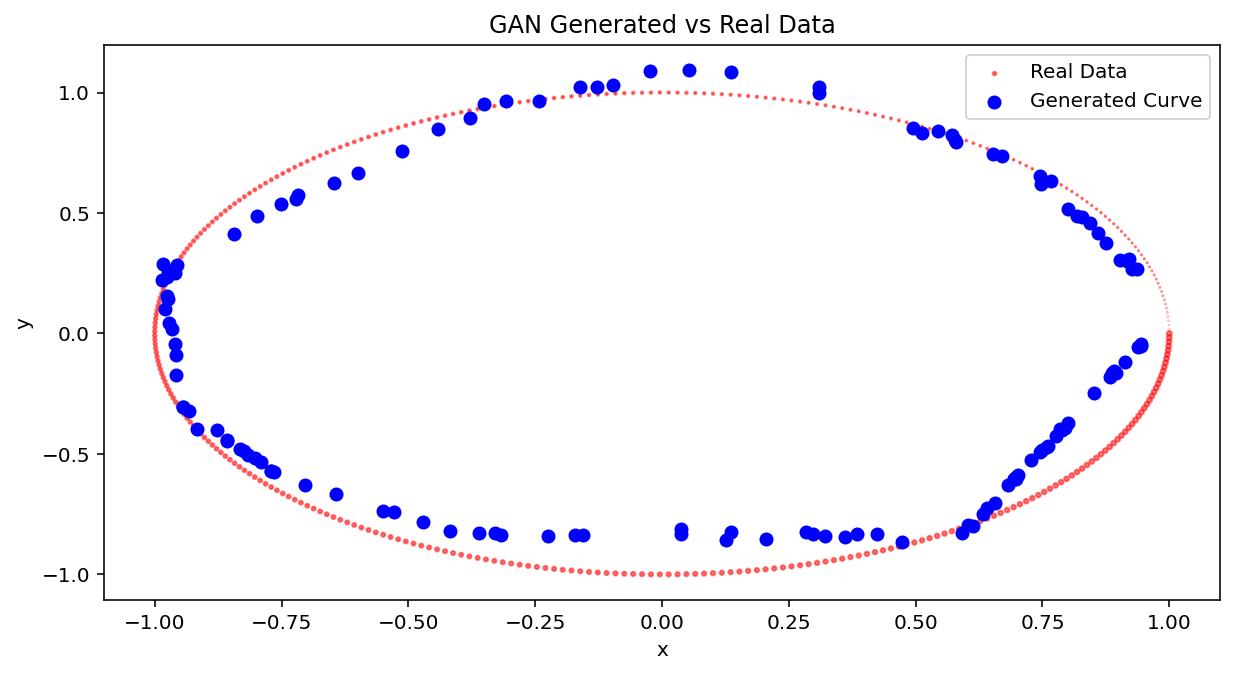 GAN Generated vs Real Data
Real Data
Generated Curve
1.0
0.5
0.0
−0.5
−1.0
y
−1.00 −0.75 −0.50 −0.25 0.00 0.25 0.50 0.75 1.00
x